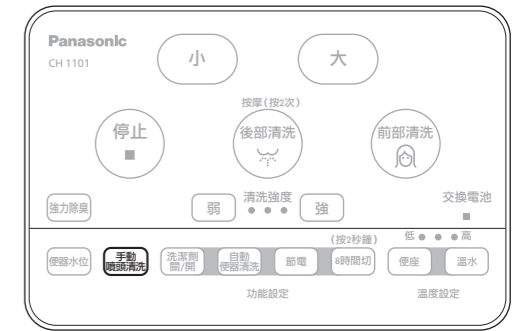 Panasonic
CH 1101
小
大
按摩(按2次)
停止
後部清洗
前部清洗
強力除臭
弱
清洗強度
強
交換電池
(按2秒鐘)
低
高
便器水位
手動
噴頭清洗
洗潔劑
關/開
自動
便器清洗
節電
8時間切
便座
溫水
功能設定
溫度設定